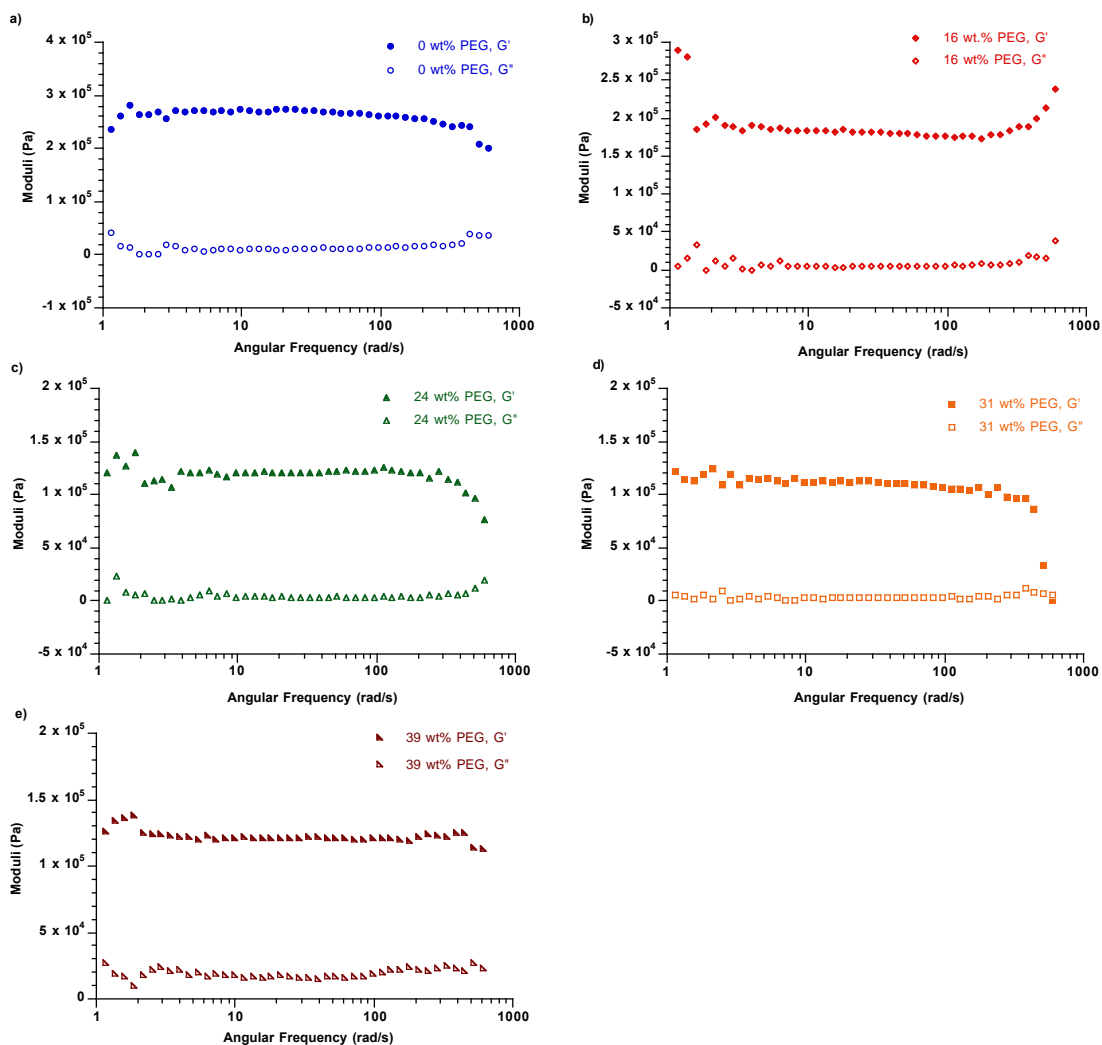 a)
4 x 10⁵
3 x 10⁵
2 x 10⁵
1 x 10⁵
0
-1 x 10⁵
Moduli (Pa)
0 wt% PEG, G'
0 wt% PEG, G"
1 10 100 1000
Angular Frequency (rad/s)
b)
3 x 10⁵
2.5 x 10⁵
2 x 10⁵
1.5 x 10⁵
1 x 10⁵
5 x 10⁴
0
-5 x 10⁴
Moduli (Pa)
16 wt.% PEG, G'
16 wt% PEG, G"
1 10 100 1000
Angular Frequency (rad/s)
c)
2 x 10⁵
1.5 x 10⁵
1 x 10⁵
5 x 10⁴
0
-5 x 10⁴
Moduli (Pa)
24 wt% PEG, G'
24 wt% PEG, G"
1 10 100 1000
Angular Frequency (rad/s)
d)
2 x 10⁵
1.5 x 10⁵
1 x 10⁵
5 x 10⁴
0
-5 x 10⁴
Moduli (Pa)
31 wt% PEG, G'
31 wt% PEG, G"
1 10 100 1000
Angular Frequency (rad/s)
e)
2 x 10⁵
1.5 x 10⁵
1 x 10⁵
5 x 10⁴
0
Moduli (Pa)
39 wt% PEG, G'
39 wt% PEG, G"
1 10 100 1000
Angular Frequency (rad/s)